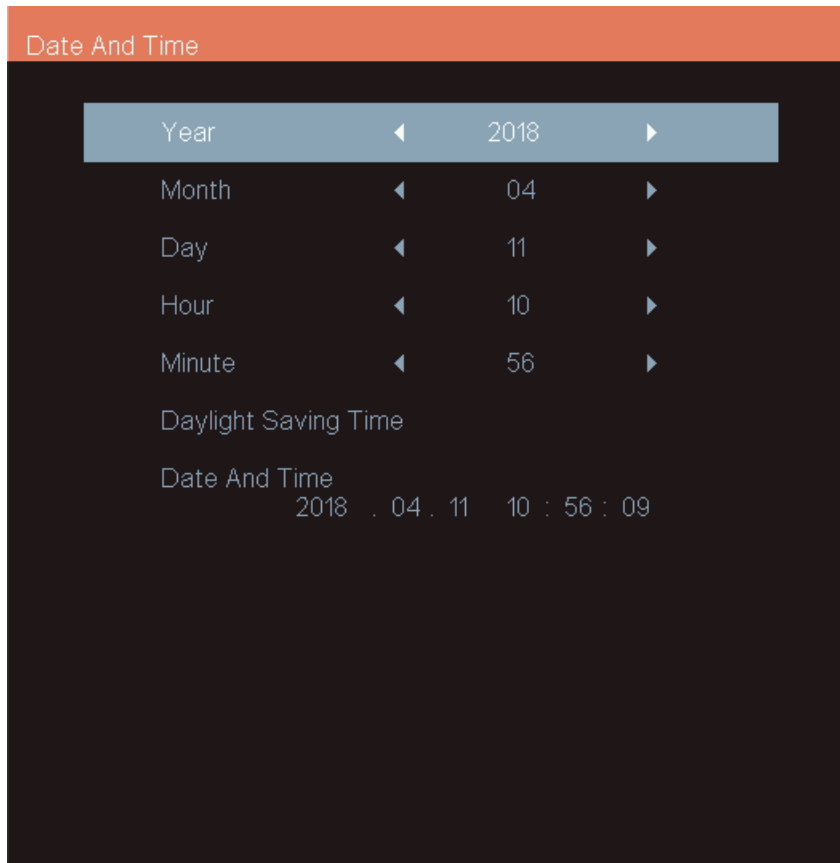 Date And Time
Year 2018
Month 04
Day 11
Hour 10
Minute 56
Daylight Saving Time
Date And Time
2018 . 04 . 11 10 : 56 : 09